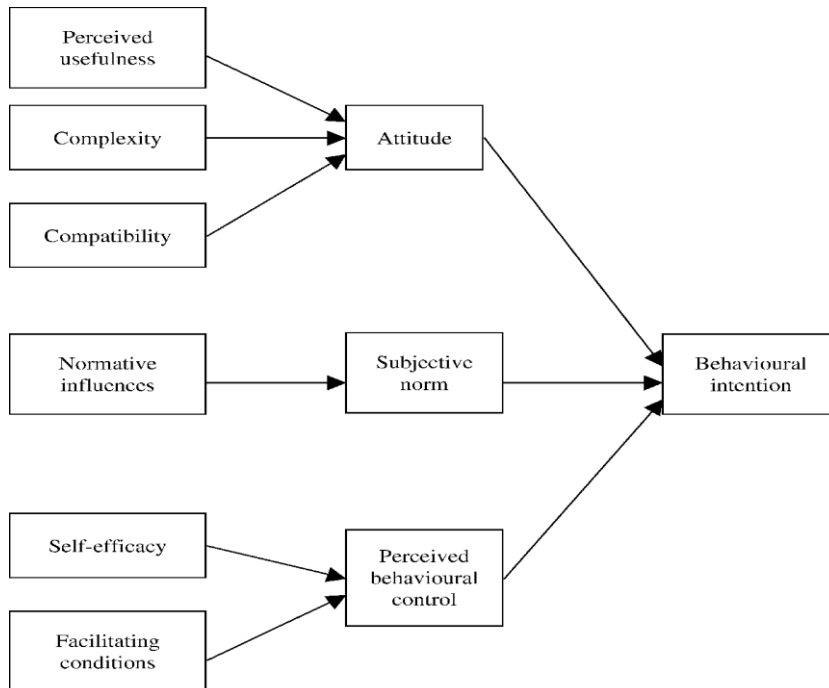 Perceived
usefulness
Complexity
Attitude
Compatibility
Normative
influences
Subjective
norm
Behavioural
intention
Self-efficacy
Perceived
behavioural
control
Facilitating
conditions